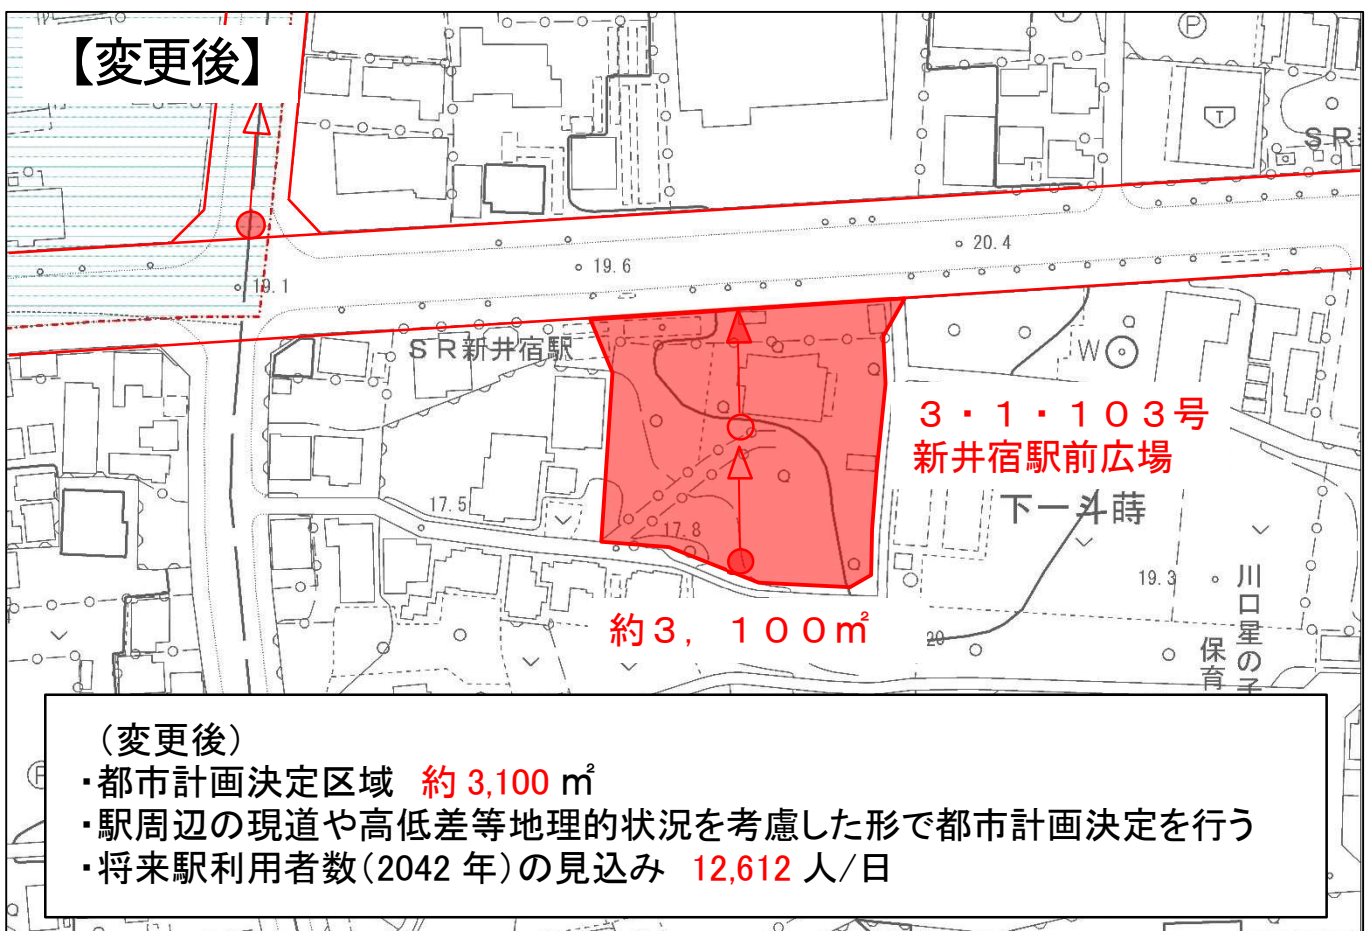 【変更後】
Ｐ
Ｔ
ＳＲ
20.4
19.6
19.1
ＳＲ新井宿駅
Ｗ
３・１・１０３号
新井宿駅前広場
下一斗蒔
17.5
17.8
19.3
川口星の子
保育
約３，１００㎡
20
（変更後）
・都市計画決定区域　約 3,100 ㎡
・駅周辺の現道や高低差等地理的状況を考慮した形で都市計画決定を行う
・将来駅利用者数（2042 年）の見込み　12,612 人/日